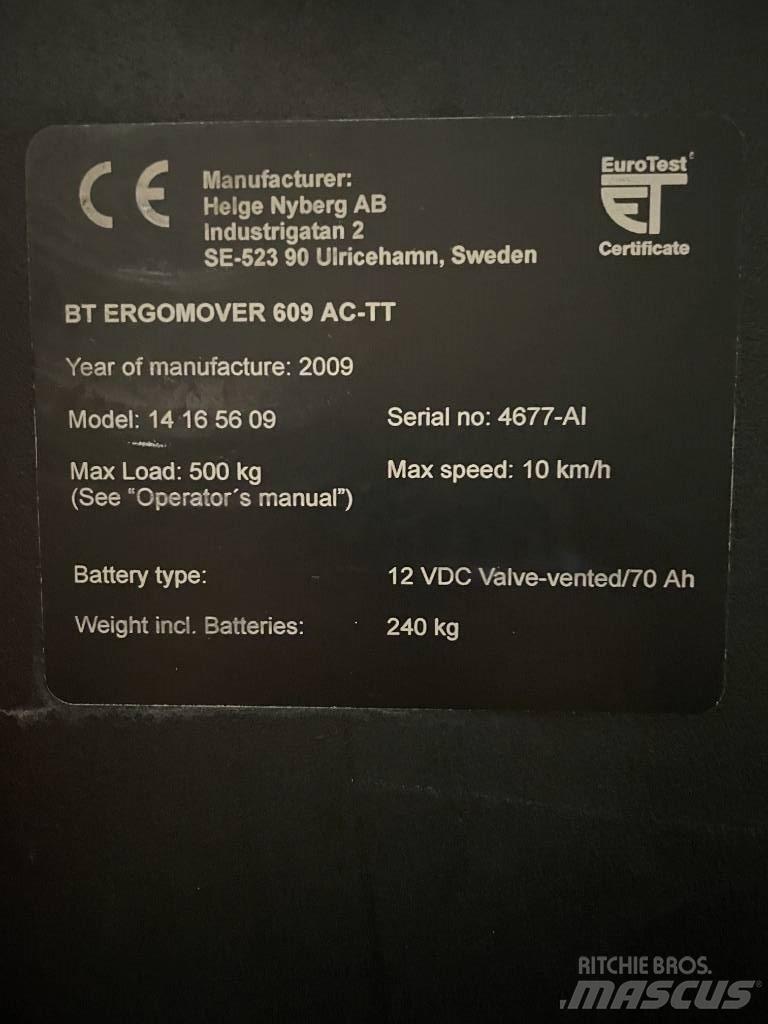 CE
Manufacturer:
Helge Nyberg AB
Industrigatan 2
SE-523 90 Ulricehamn, Sweden
EuroTest
ET
Certificate
BT ERGOMOVER 609 AC-TT
Year of manufacture: 2009
Model: 14 16 56 09
Serial no: 4677-AI
Max Load: 500 kg
(See “Operator´s manual”)
Max speed: 10 km/h
Battery type:
12 VDC Valve-vented/70 Ah
Weight incl. Batteries:
240 kg
RITCHIE BROS.
MASCUS